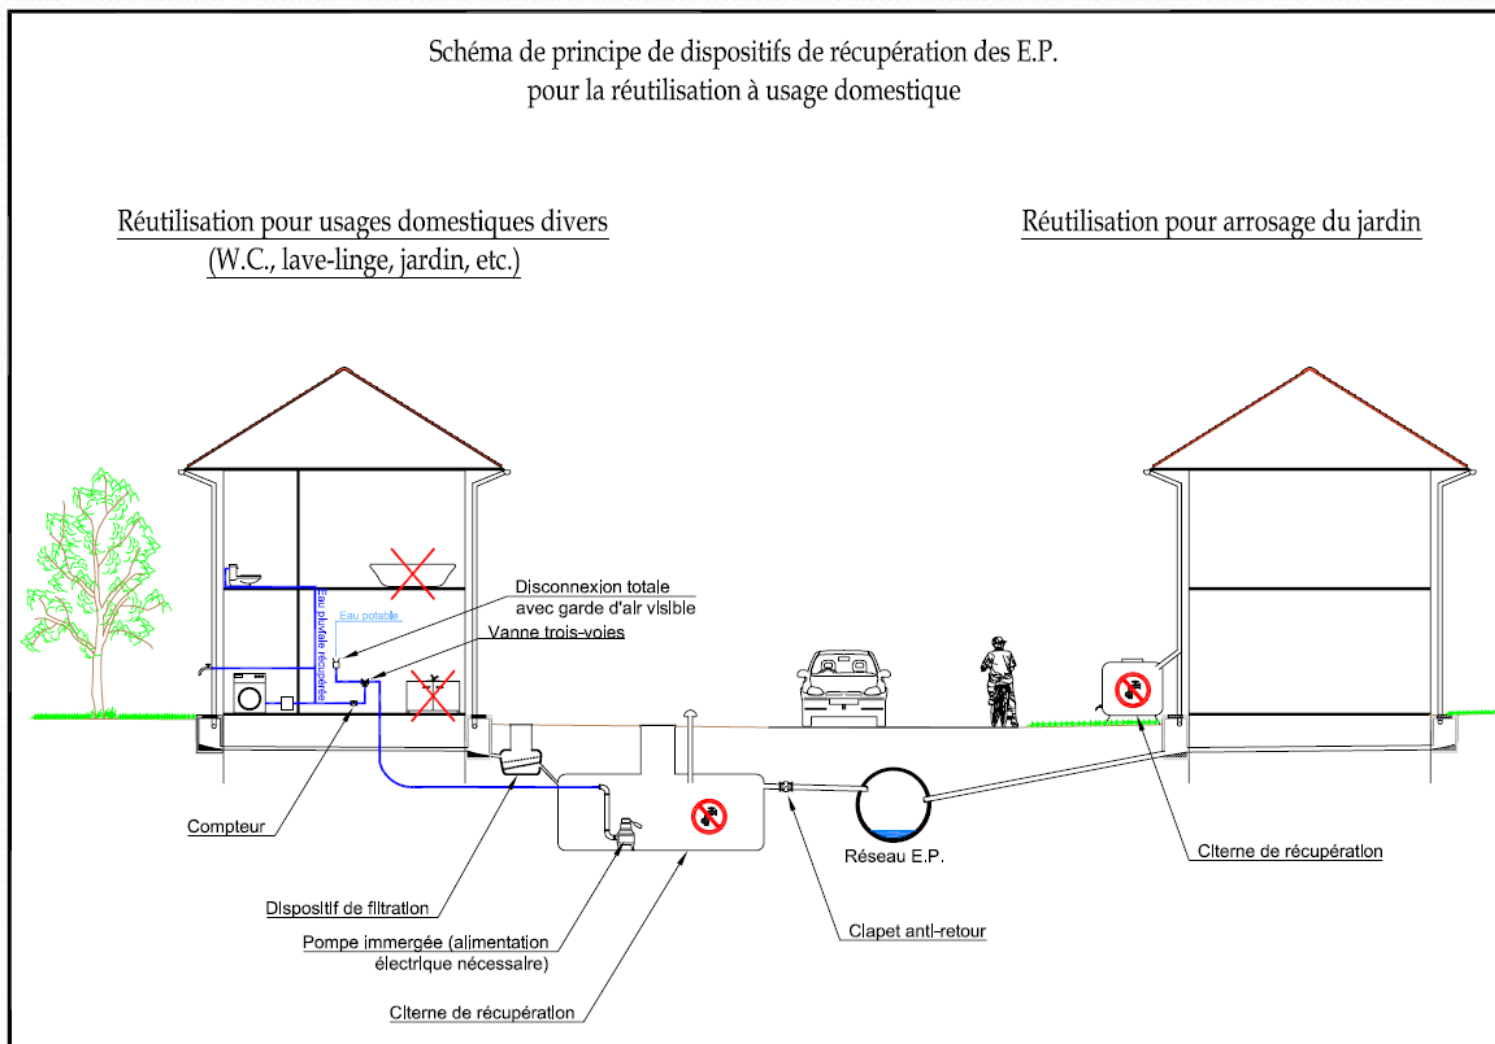 Schéma de principe de dispositifs de récupération des E.P.
pour la réutilisation à usage domestique
Réutilisation pour usages domestiques divers
(W.C., lave-linge, jardin, etc.)
Réutilisation pour arrosage du jardin
Disconnexion totale
avec garde d'air visible
Eau potable
Vanne trois-voies
Eau pluviale récupérée
Compteur
Réseau E.P.
Citerne de récupération
Dispositif de filtration
Clapet anti-retour
Pompe immergée (alimentation
électrique nécessaire)
Citerne de récupération